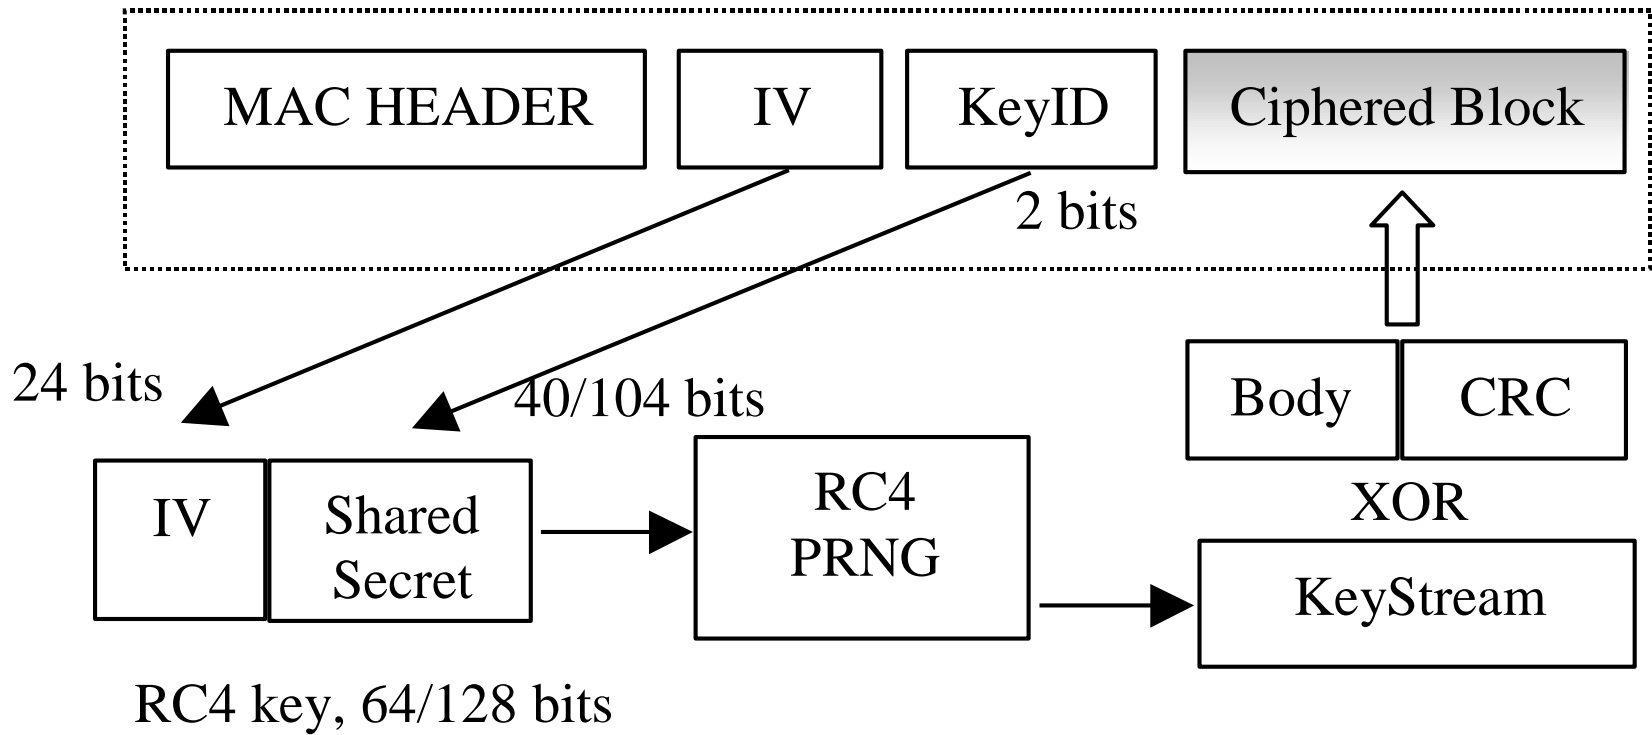 MAC HEADER
IV
KeyID
Ciphered Block
2 bits
24 bits
40/104 bits
Body
CRC
IV
Shared
Secret
RC4
PRNG
XOR
KeyStream
RC4 key, 64/128 bits